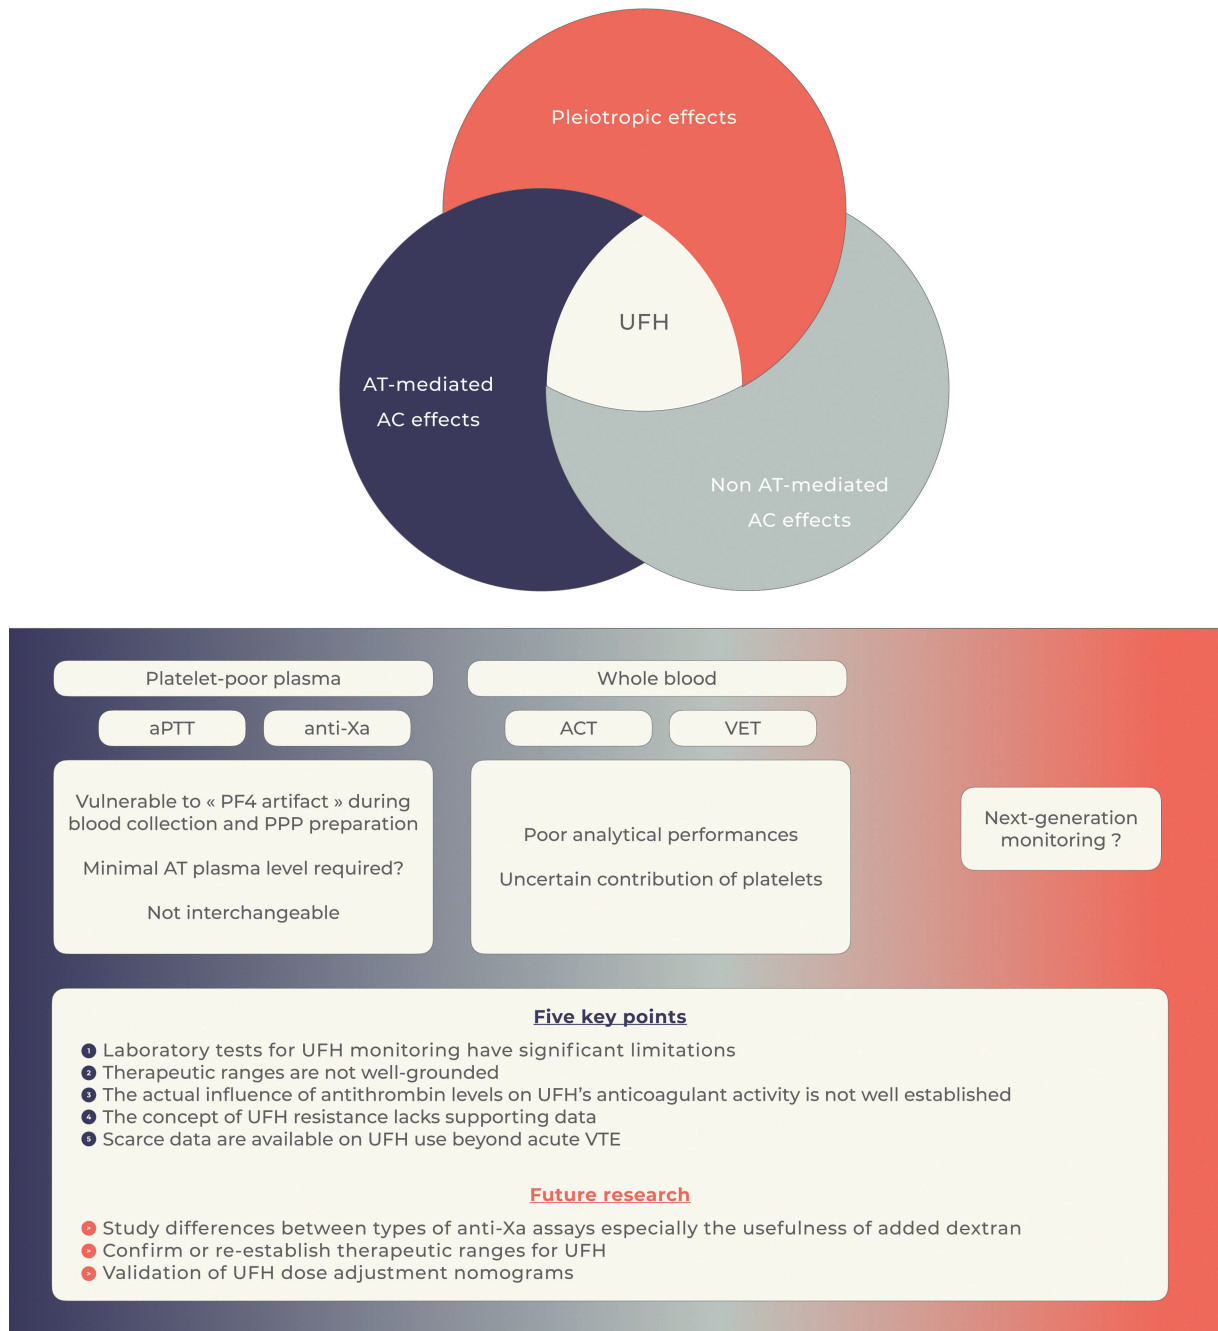 Pleiotropic effects
UFH
AT-mediated
AC effects
Non AT-mediated
AC effects
Platelet-poor plasma
Whole blood
aPTT
anti-Xa
ACT
VET
Vulnerable to « PF4 artifact » during
blood collection and PPP preparation
Minimal AT plasma level required?
Not interchangeable
Poor analytical performances
Uncertain contribution of platelets
Next-generation
monitoring ?
Five key points
1 Laboratory tests for UFH monitoring have significant limitations
2 Therapeutic ranges are not well-grounded
3 The actual influence of antithrombin levels on UFH’s anticoagulant activity is not well established
4 The concept of UFH resistance lacks supporting data
5 Scarce data are available on UFH use beyond acute VTE
Future research
> Study differences between types of anti-Xa assays especially the usefulness of added dextran
> Confirm or re-establish therapeutic ranges for UFH
> Validation of UFH dose adjustment nomograms